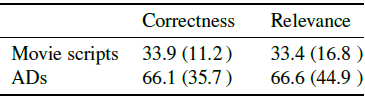 Correctness Relevance
Movie scripts 33.9 (11.2 ) 33.4 (16.8 )
ADs 66.1 (35.7 ) 66.6 (44.9 )